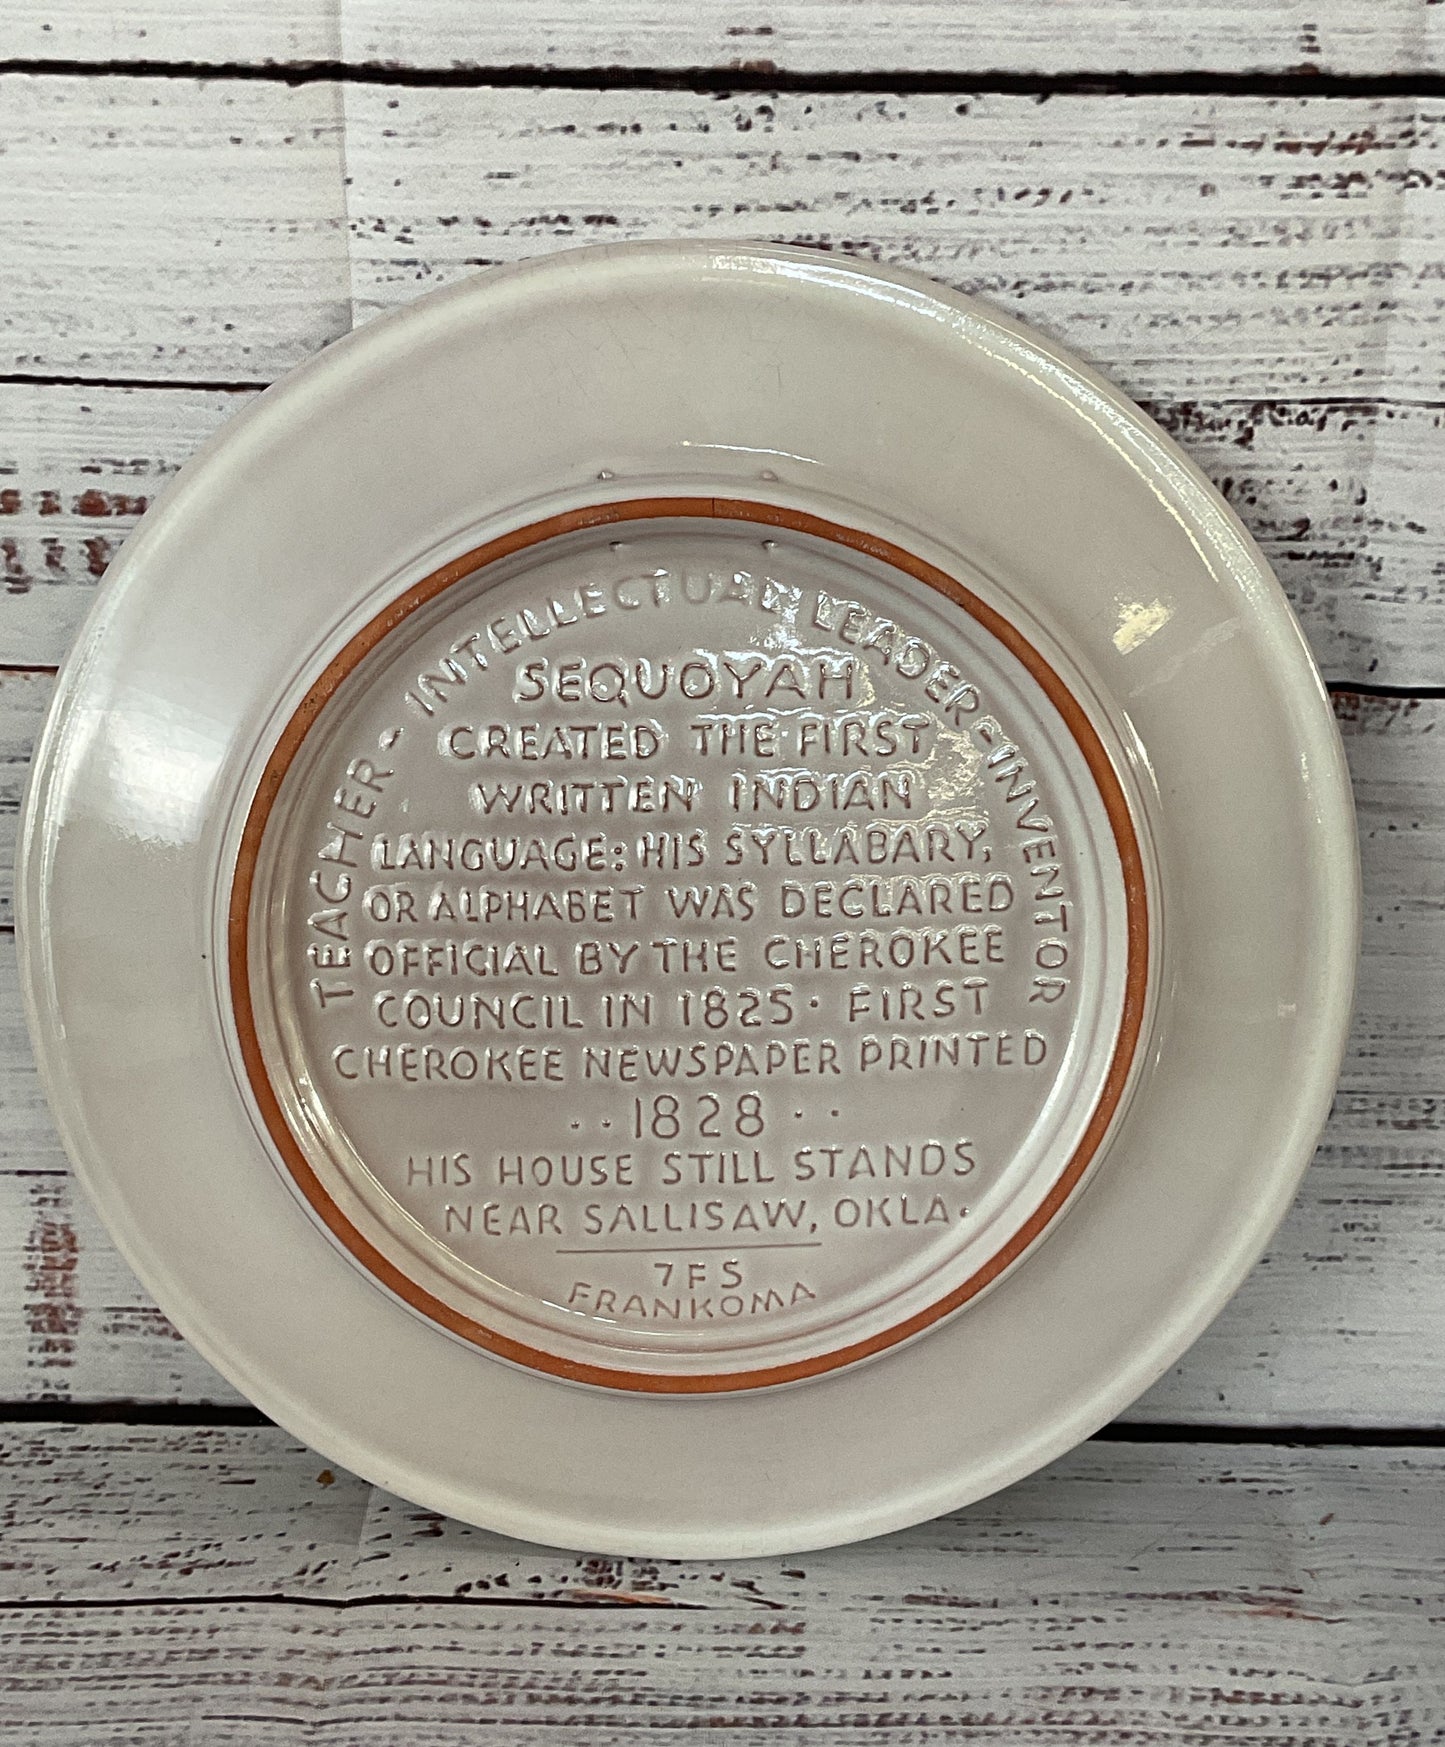 TEACHER - INTELLECTUAL LEADER - INVENTOR
SEQUOYAH
CREATED THE FIRST
WRITTEN INDIAN
LANGUAGE: HIS SYLLABARY,
OR ALPHABET WAS DECLARED
OFFICIAL BY THE CHEROKEE
COUNCIL IN 1825 · FIRST
CHEROKEE NEWSPAPER PRINTED
· · 1828 · ·
HIS HOUSE STILL STANDS
NEAR SALLISAW, OKLA.
7FS
FRANKOMA